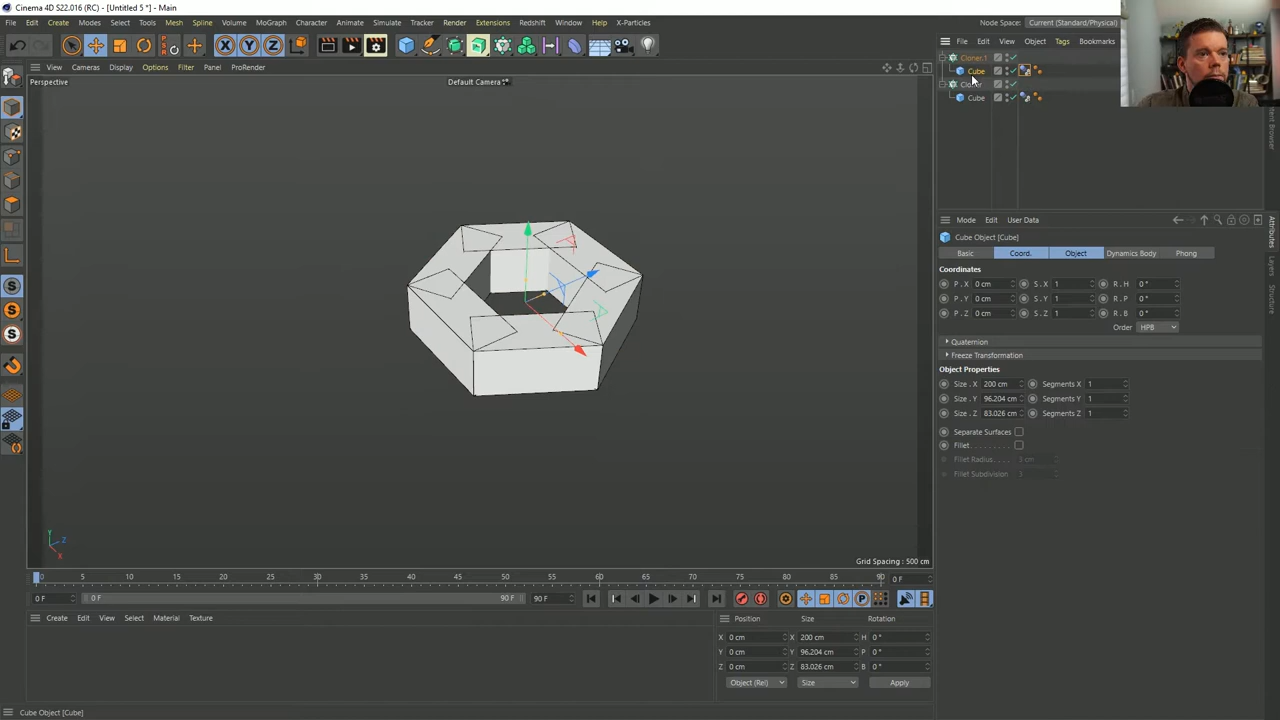 Cinema 4D S22.016 (RC) - [Untitled 5 *] - Main
File Edit Create Modes Select Tools Mesh Spline Volume MoGraph Character Animate Simulate Tracker Render Extensions Redshift Window Help X-Particles
Node Space: Current (Standard/Physical)
File Edit View Object Tags Bookmarks
View Cameras Display Options Filter Panel ProRender
Perspective
Default Camera
Cloner.1
Cube
Cloner
Cube
Attributes
Layers
Structure
Mode Edit User Data
Cube Object [Cube]
Basic Coord. Object Dynamics Body Phong
Coordinates
P . X 0 cm S . X 1 R . H 0 °
P . Y 0 cm S . Y 1 R . P 0 °
P . Z 0 cm S . Z 1 R . B 0 °
Order HPB
Quaternion
Freeze Transformation
Object Properties
Size . X 200 cm Segments X 1
Size . Y 96.204 cm Segments Y 1
Size . Z 83.026 cm Segments Z 1
Separate Surfaces
Fillet
Fillet Radius 3 cm
Fillet Subdivision 3
Y
Z
X
Grid Spacing : 500 cm
0 5 10 15 20 25 30 35 40 45 50 55 60 65 70 75 80 85 90 0 F
0 F 0 F 90 F 90 F
Create Edit View Select Material Texture
Position Size Rotation
X 0 cm X 200 cm H 0 °
Y 0 cm Y 96.204 cm P 0 °
Z 0 cm Z 83.026 cm B 0 °
Object (Rel) Size Apply
Cube Object [Cube]